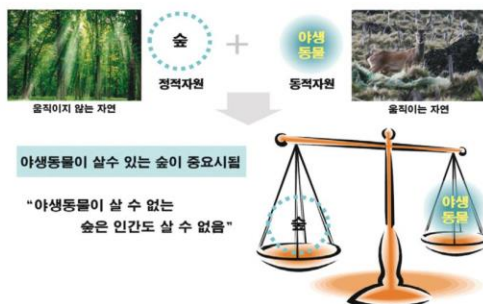 숲
+
야생
동물
정적자원
동적자원
움직이지 않는 자연
움직이는 자연
야생동물이 살수 있는 숲이 중요시됨
“야생동물이 살 수 없는
숲은 인간도 살 수 없음”
숲
야생
동물